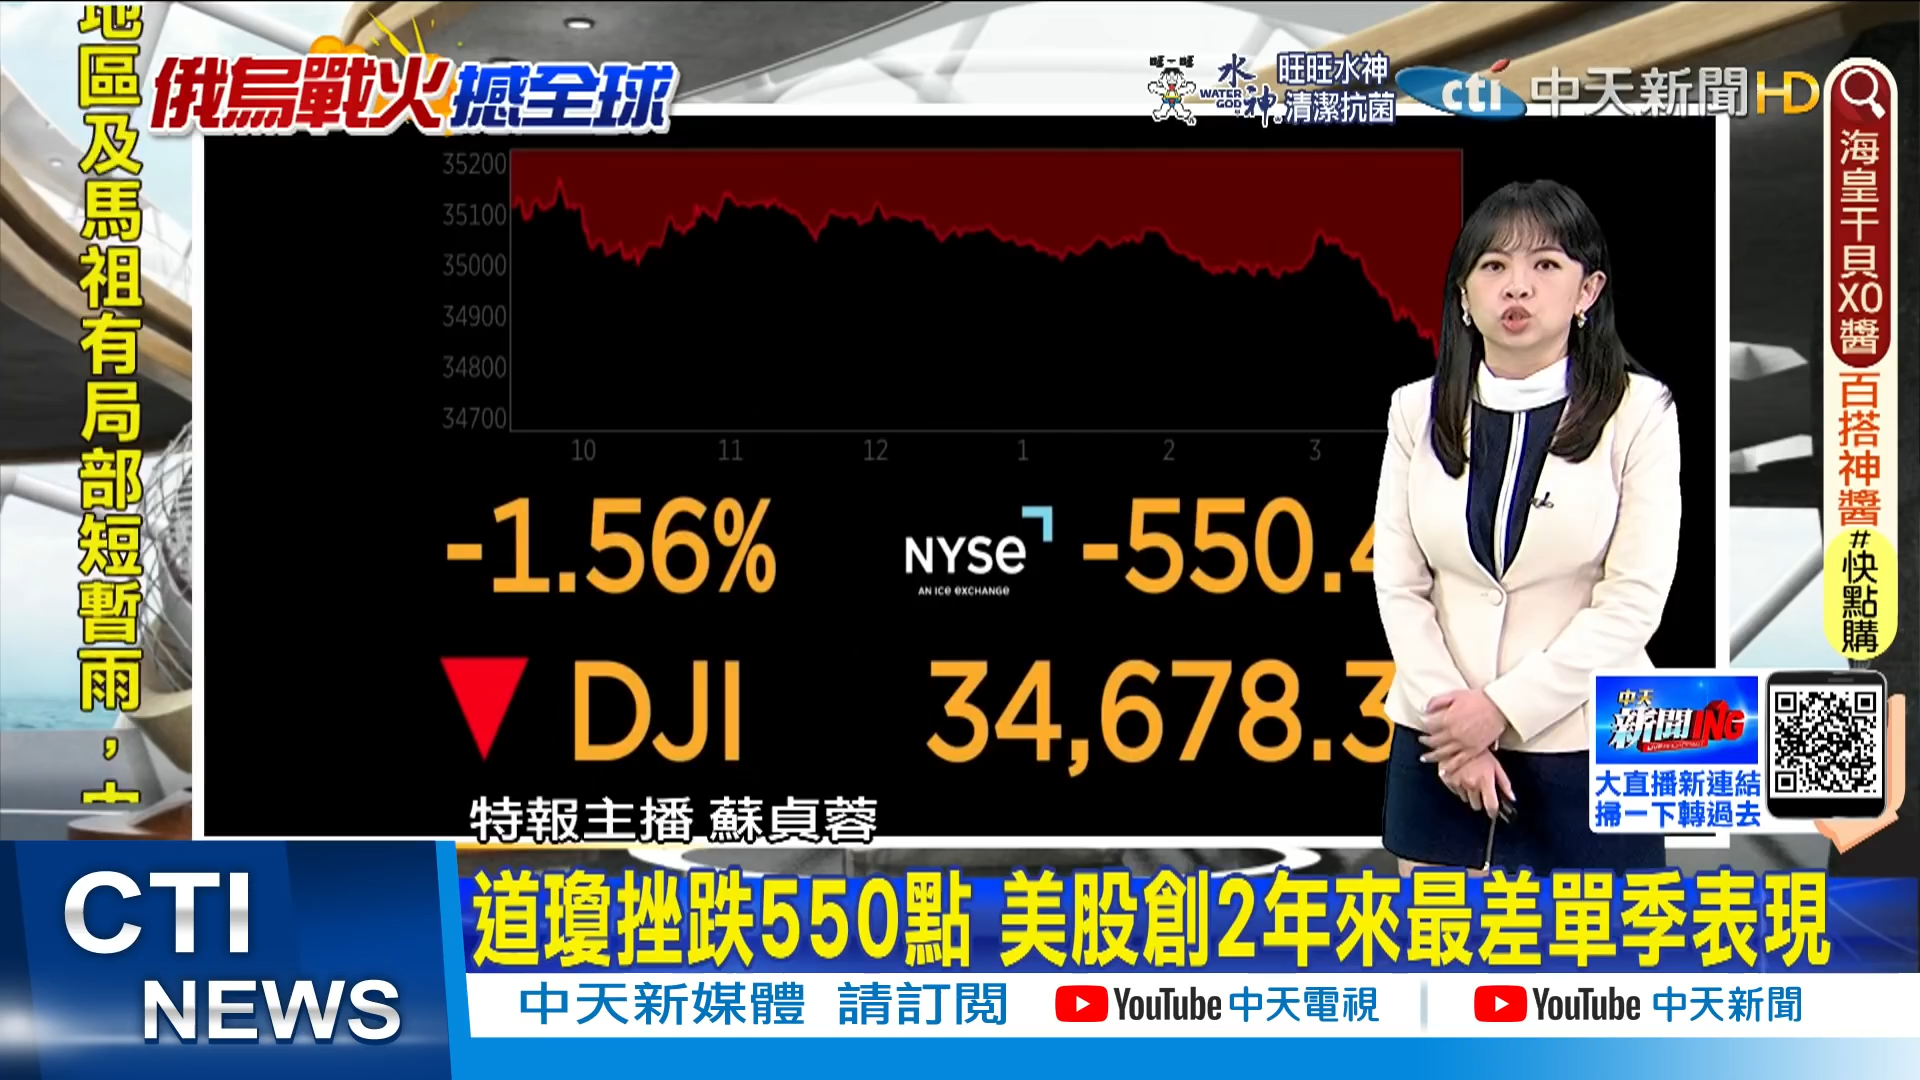 地區及馬祖有局部短暫雨，
俄烏戰火撼全球
旺一旺
水神
WATER GOD
旺旺水神
清潔抗菌
cti 中天新聞HD
海皇干貝XO醬
百搭神醬
#快點購
35200
35100
35000
34900
34800
34700
10 11 12 1 2 3
-1.56%
NYSE
AN ICE EXCHANGE
-550.4
DJI
34,678.3
特報主播 蘇貞蓉
中天
新聞ING
大直播新連結
掃一下轉過去
CTI
NEWS
道瓊挫跌550點 美股創2年來最差單季表現
中天新媒體 請訂閱 YouTube 中天電視 YouTube 中天新聞